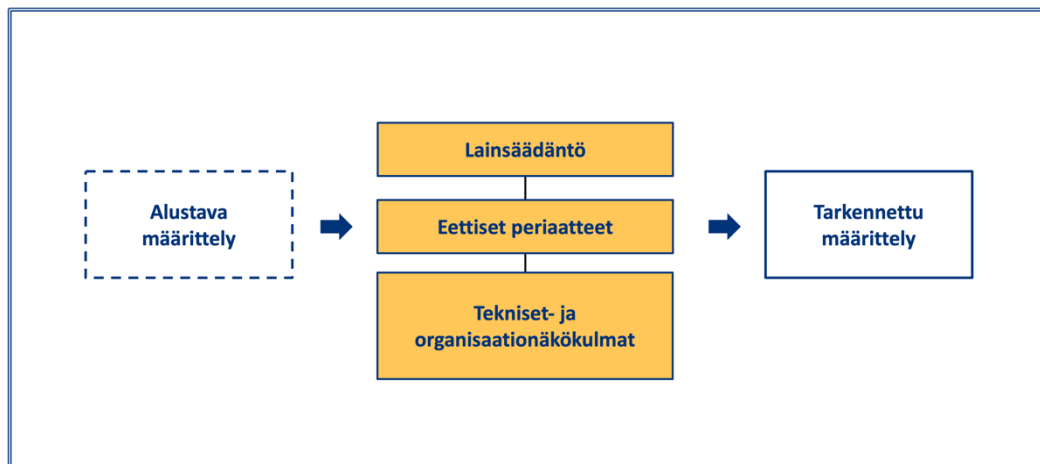 Alustava
määrittely
Lainsäädäntö
Eettiset periaatteet
Tekniset- ja
organisaationäkökulmat
Tarkennettu
määrittely